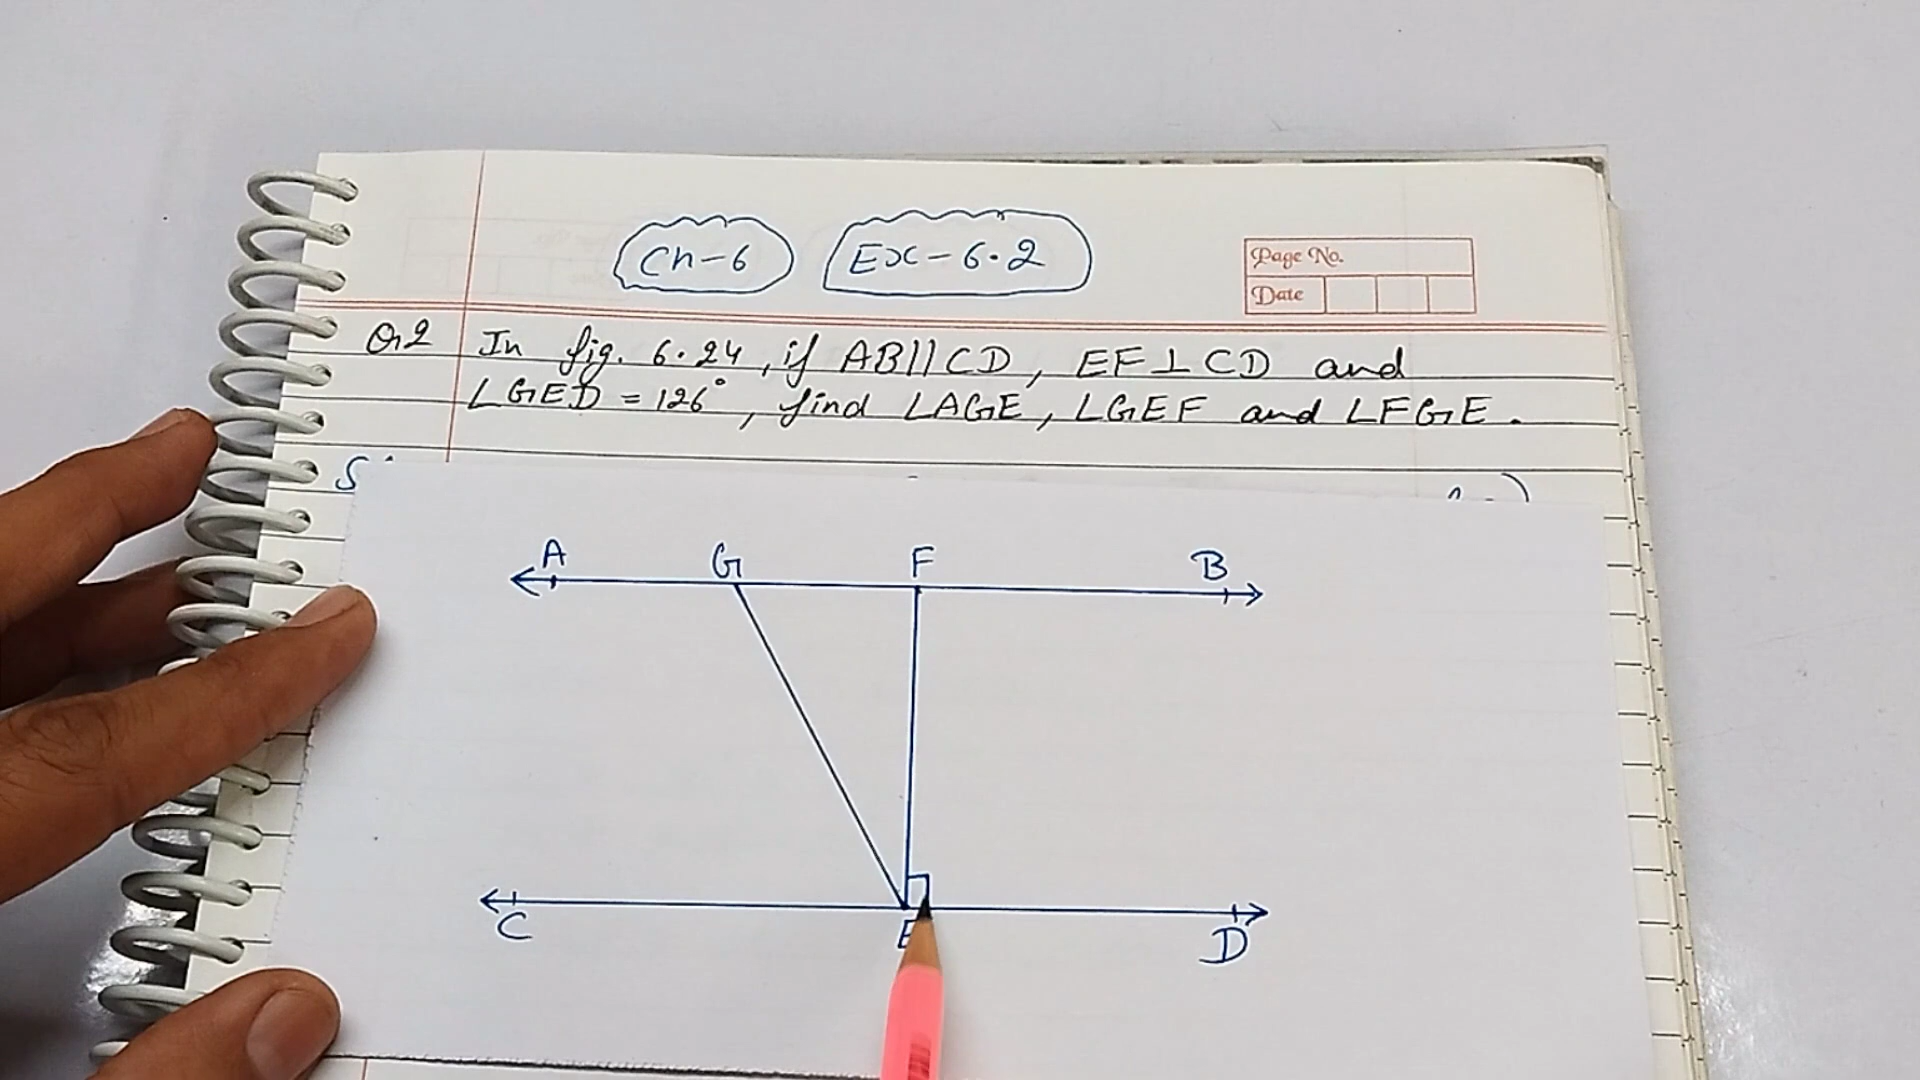 Ch-6 Ex-6.2
Page No.
Date
Q2 In fig. 6.24, if AB||CD, EF⊥CD and
∠GED = 126°, find ∠AGE, ∠GEF and ∠FGE.
A G F B
C E D